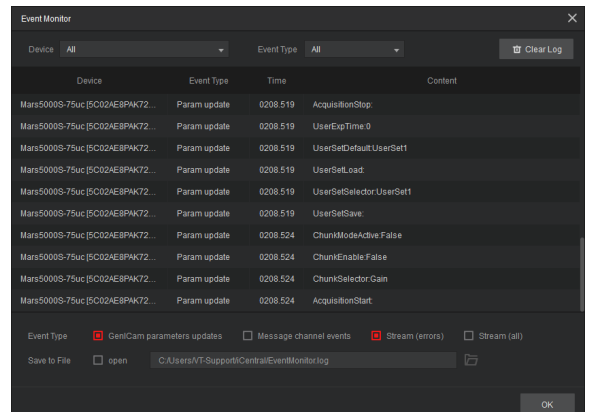 Event Monitor
Device All Event Type All Clear Log
Device Event Type Time Content
Mars5000S-75uc [5C02AE8PAK72... Param update 0208.519 AcquisitionStop:
Mars5000S-75uc [5C02AE8PAK72... Param update 0208.519 UserExpTime:0
Mars5000S-75uc [5C02AE8PAK72... Param update 0208.519 UserSetDefault:UserSet1
Mars5000S-75uc [5C02AE8PAK72... Param update 0208.519 UserSetLoad:
Mars5000S-75uc [5C02AE8PAK72... Param update 0208.519 UserSetSelector:UserSet1
Mars5000S-75uc [5C02AE8PAK72... Param update 0208.519 UserSetSave:
Mars5000S-75uc [5C02AE8PAK72... Param update 0208.524 ChunkModeActive:False
Mars5000S-75uc [5C02AE8PAK72... Param update 0208.524 ChunkEnable:False
Mars5000S-75uc [5C02AE8PAK72... Param update 0208.524 ChunkSelector:Gain
Mars5000S-75uc [5C02AE8PAK72... Param update 0208.524 AcquisitionStart:
Event Type GenICam parameters updates Message channel events Stream (errors) Stream (all)
Save to File open C:/Users/VT-Support/iCentral/EventMonitor.log
OK